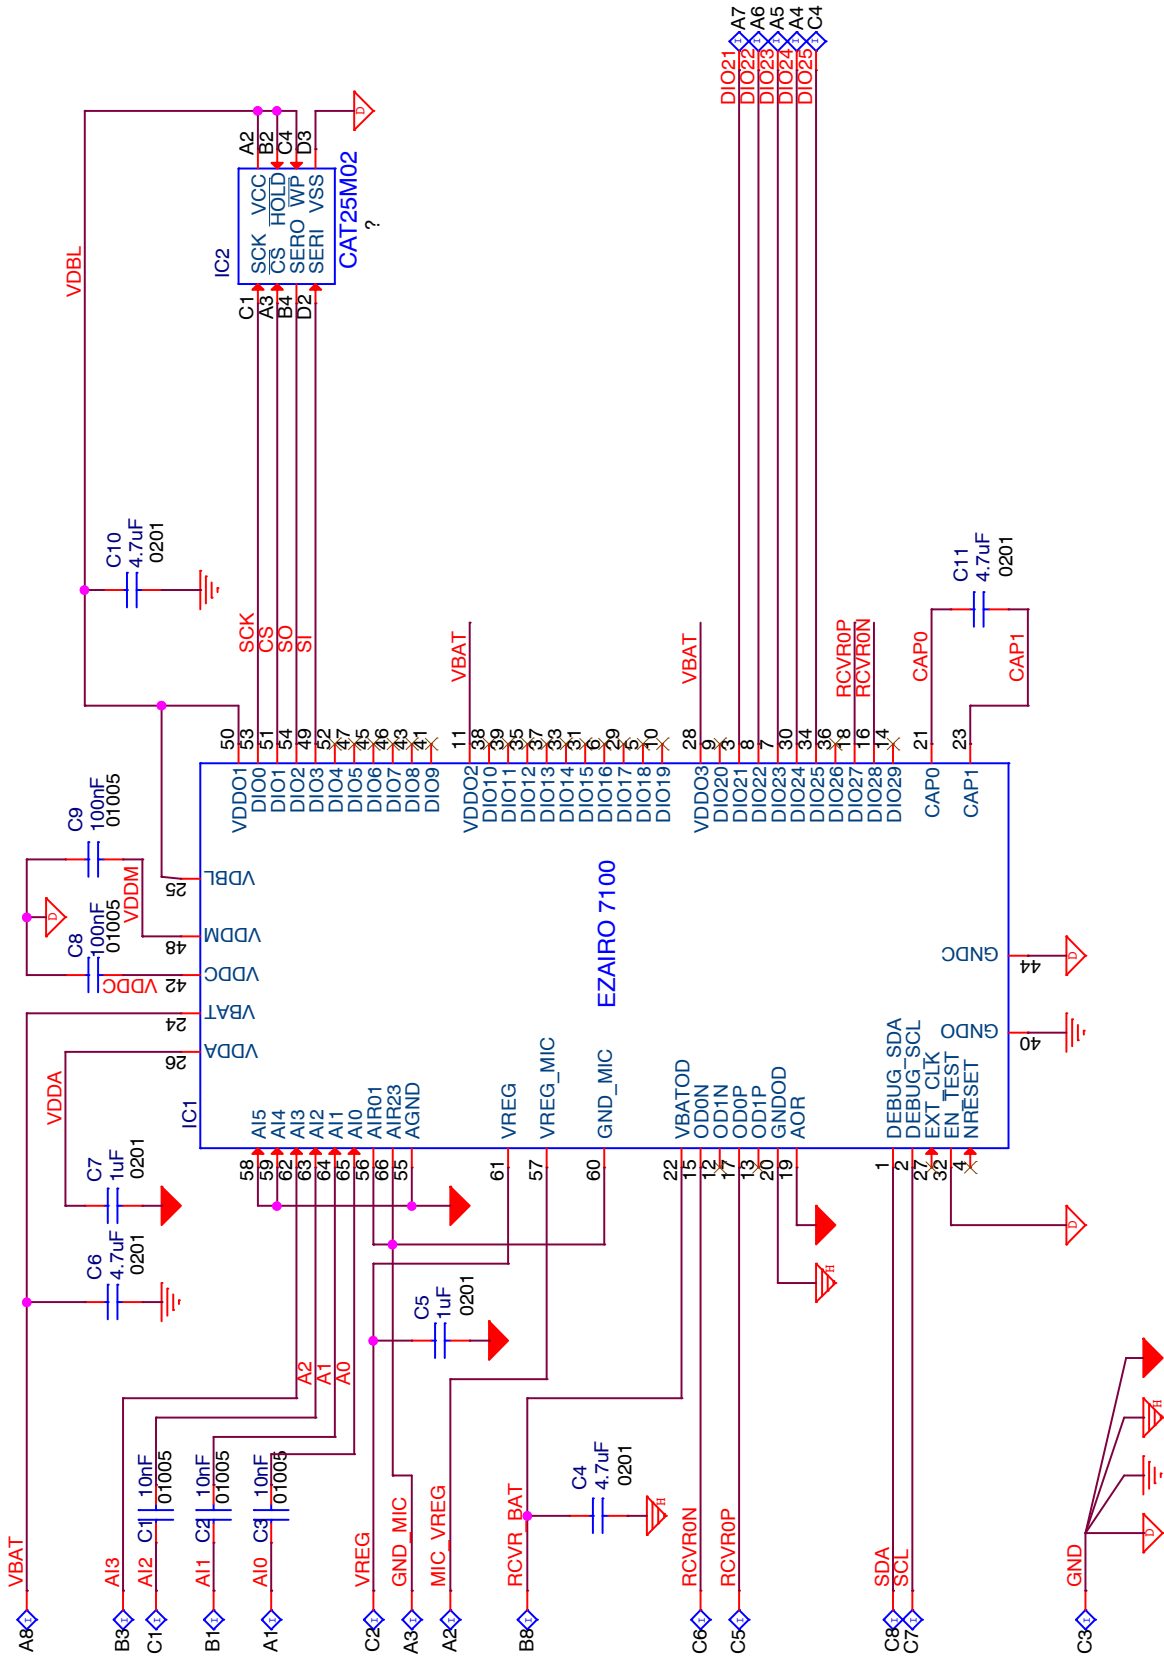 VBAT
A8
AI3
B3
AI2
C1
AI1
B1
AI0
A1
VREG
C2
GND_MIC
A3
MIC_VREG
A2
RCVR_BAT
B8
RCVR0N
C6
RCVR0P
C5
SDA
C8
SCL
C7
GND
C3
C1 10nF
01005
C2 10nF
01005
C3 10nF
01005
C4
4.7uF
0201
C5
1uF
0201
C6
4.7uF
0201
C7
1uF
0201
A2
A1
A0
VDDA
VDDC
VDDM
C8
100nF
01005
C9
100nF
01005
IC1
EZAIRO 7100
58 AI5
59 AI4
62 AI3
63 AI2
64 AI1
65 AI0
56 AIR01
66 AIR23
55 AGND
61 VREG
57 VREG_MIC
60 GND_MIC
22 VBATOD
15 OD0N
12 OD1N
17 OD0P
13 OD1P
20 GNDOD
19 AOR
1 DEBUG_SDA
2 DEBUG_SCL
27 EXT_CLK
32 EN_TEST
4 NRESET
26 VDDA
24 VBAT
42 VDDC
48 VDDM
25 VDBL
40 GNDO
44 GNDC
VDDO1 50
DIO0 53
DIO1 51
DIO2 54
DIO3 49
DIO4 52
DIO5 47
DIO6 45
DIO7 46
DIO8 43
DIO9 41
VDDO2 11
DIO10 38
DIO11 39
DIO12 35
DIO13 37
DIO14 33
DIO15 31
DIO16 6
DIO17 29
DIO18 5
DIO19 10
VDDO3 28
DIO20 9
DIO21 3
DIO22 8
DIO23 7
DIO24 30
DIO25 34
DIO26 36
DIO27 18
DIO28 16
DIO29 14
CAP0 21
CAP1 23
SCK
CS
SO
SI
VBAT
VBAT
RCVR0P
RCVR0N
CAP0
CAP1
C10
4.7uF
0201
C11
4.7uF
0201
VDBL
IC2
C1 SCK VCC A2
A3 CS HOLD B2
B4 SERO WP C4
D2 SERI VSS D3
CAT25M02
?
DIO21 A7
DIO22 A6
DIO23 A5
DIO24 A4
DIO25 C4
D
D
D
D
D
H
H
H